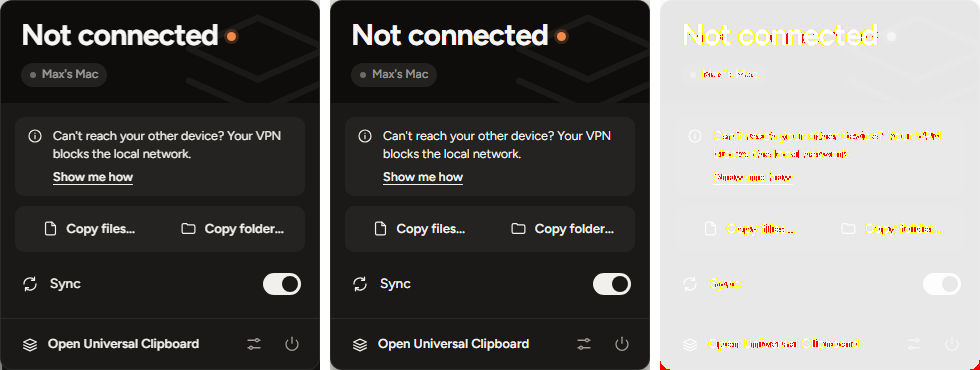 Not connected
Max's Mac
Can't reach your other device? Your VPN
blocks the local network.
Show me how
Copy files...
Copy folder...
Sync
Open Universal Clipboard
Not connected
Max's Mac
Can't reach your other device? Your VPN
blocks the local network.
Show me how
Copy files...
Copy folder...
Sync
Open Universal Clipboard
Not connected